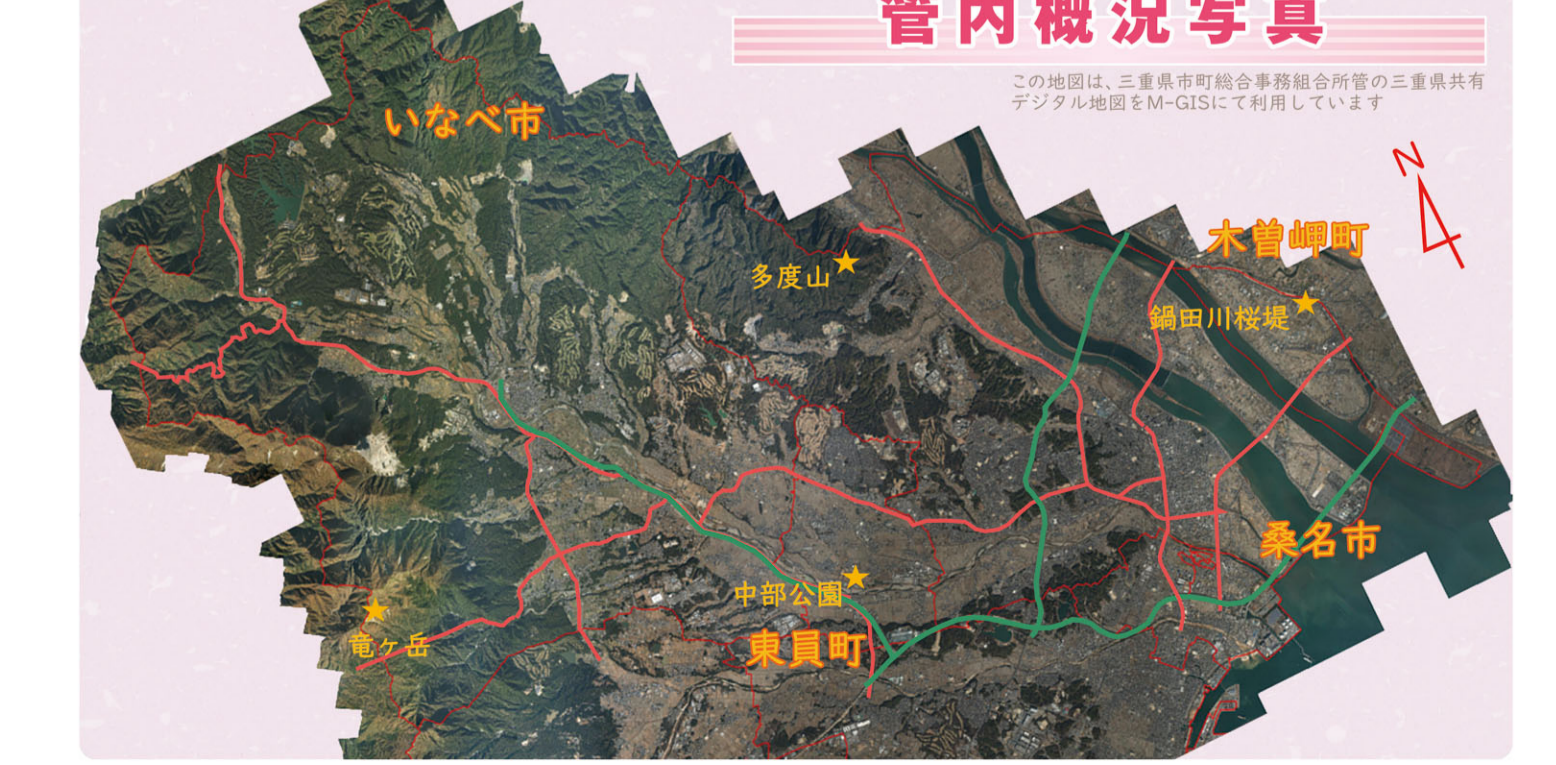 管内概況写真
この地図は、三重県市町総合事務組合所管の三重県共有
デジタル地図をM-GISにて利用しています
いなべ市
N
木曽岬町
多度山
鍋田川桜堤
桑名市
中部公園
東員町
竜ヶ岳